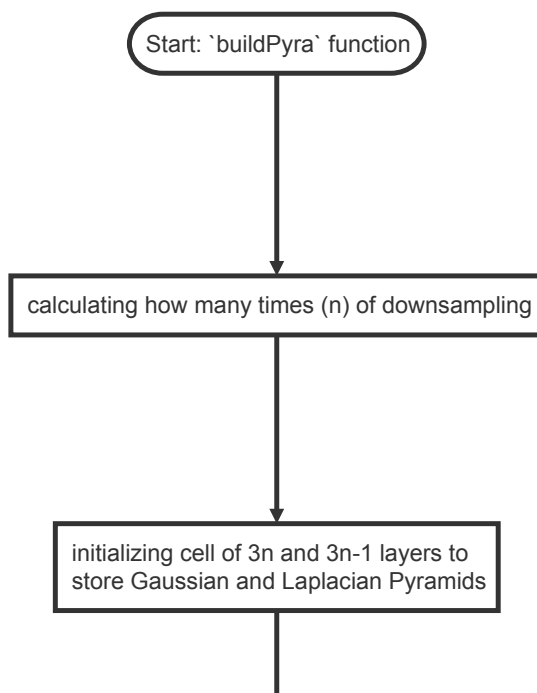 Start: `buildPyra` function
calculating how many times (n) of downsampling
initializing cell of 3n and 3n-1 layers to
store Gaussian and Laplacian Pyramids